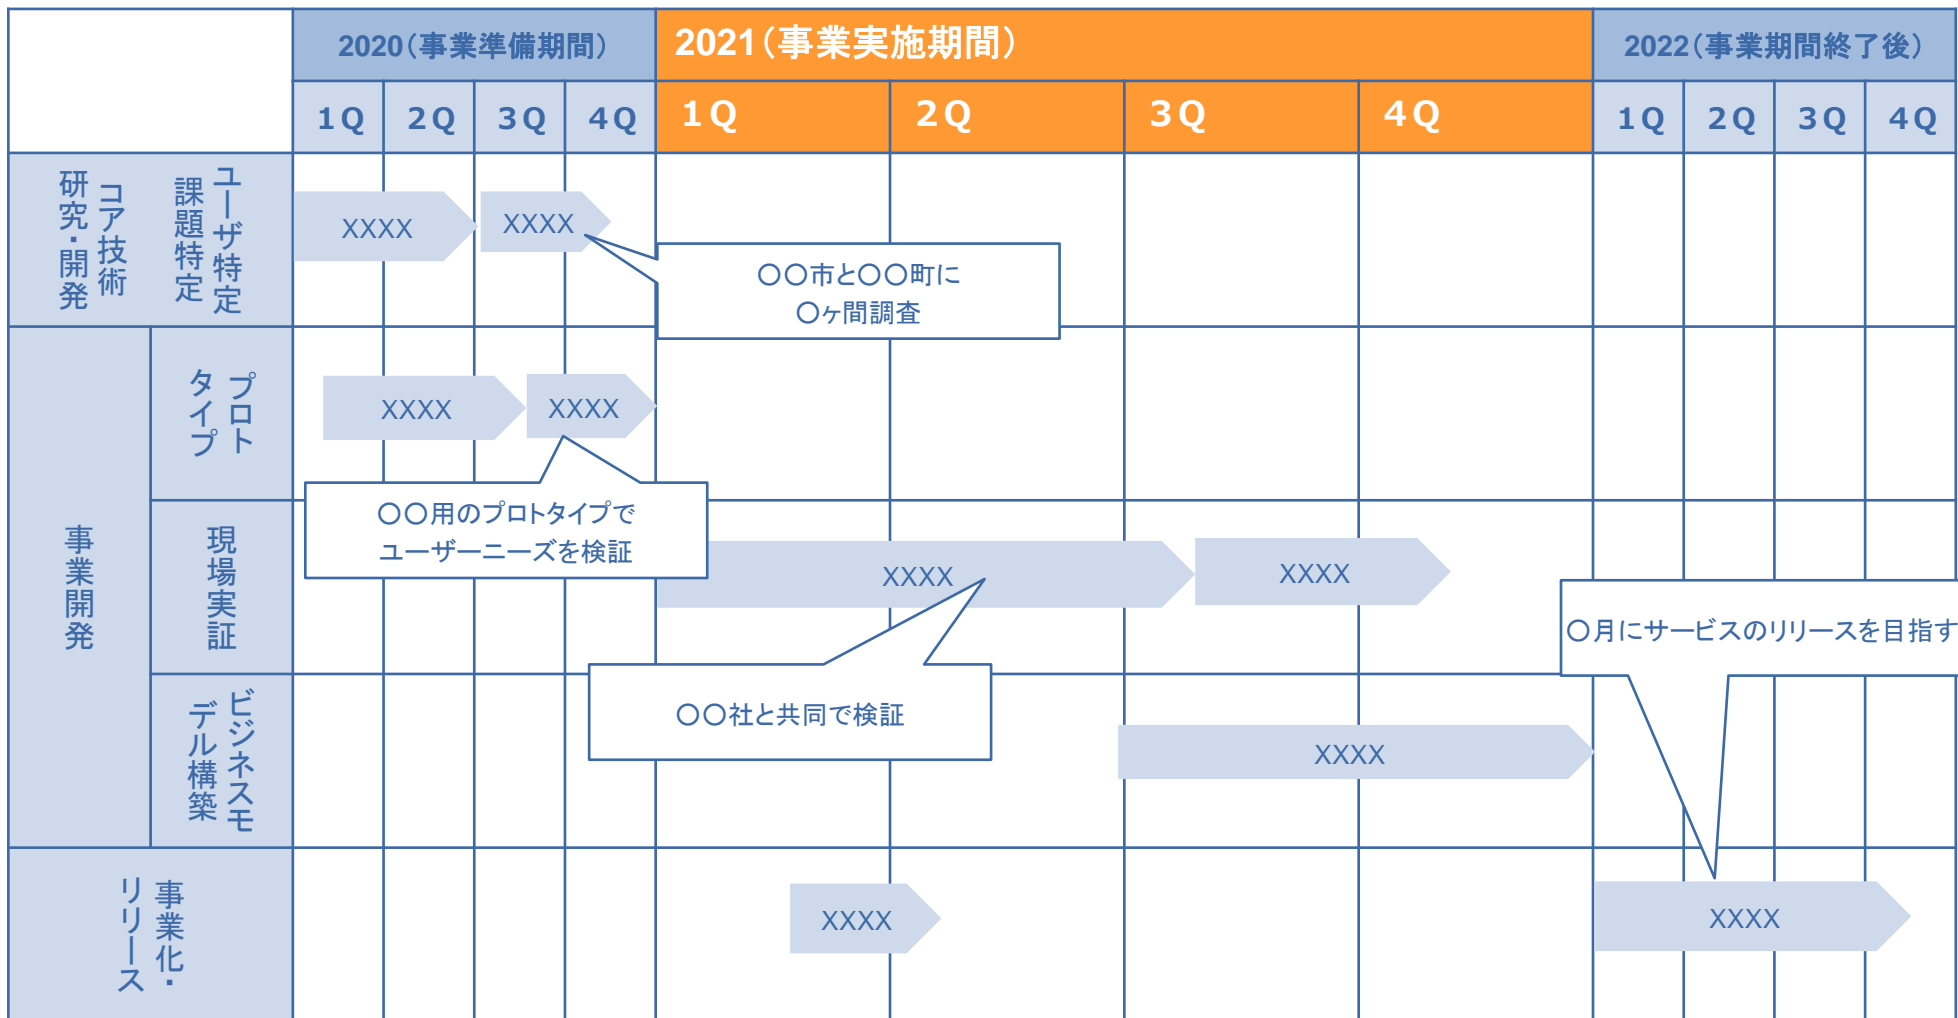 2020（事業準備期間）
2021（事業実施期間）
2022（事業期間終了後）
１Q
２Q
３Q
４Q
１Q
２Q
３Q
４Q
１Q
２Q
３Q
４Q
ユーザ特定
課題特定
コア技術
研究・開発
XXXX
XXXX
〇〇市と〇〇町に
〇ヶ間調査
事業開発
プロト
タイプ
XXXX
XXXX
〇〇用のプロトタイプで
ユーザーニーズを検証
現場実証
XXXX
XXXX
〇〇社と共同で検証
〇月にサービスのリリースを目指す
ビジネスモ
デル構築
XXXX
事業化・
リリース
XXXX
XXXX